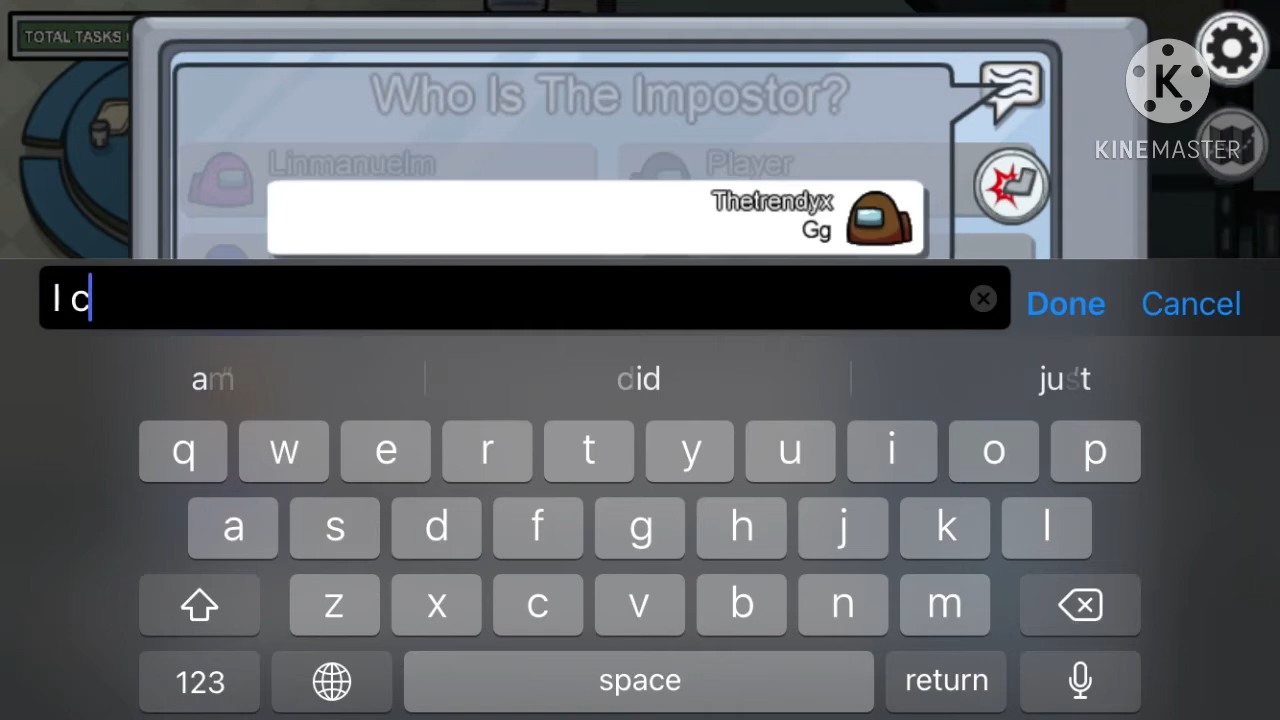 TOTAL TASKS
Who Is The Impostor?
Linmanuelm
Player
Thetrendyx
Gg
K
KINEMASTER
I c
Done
Cancel
am
did
just
q w e r t y u i o p
a s d f g h j k l
z x c v b n m
123
space
return